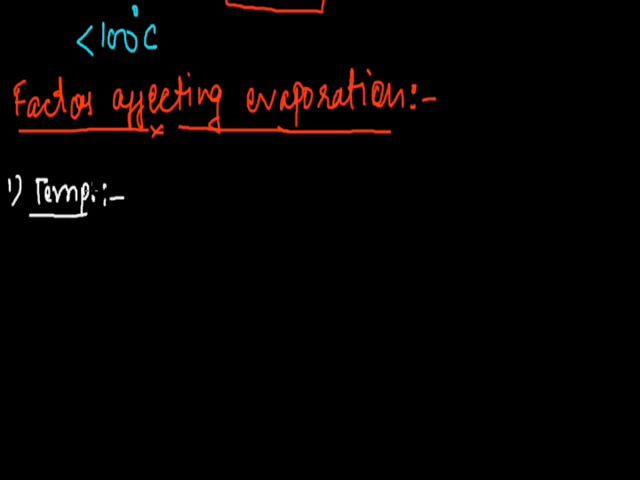 <100°C
Factors affecting evaporation:-
1) Temp.:-